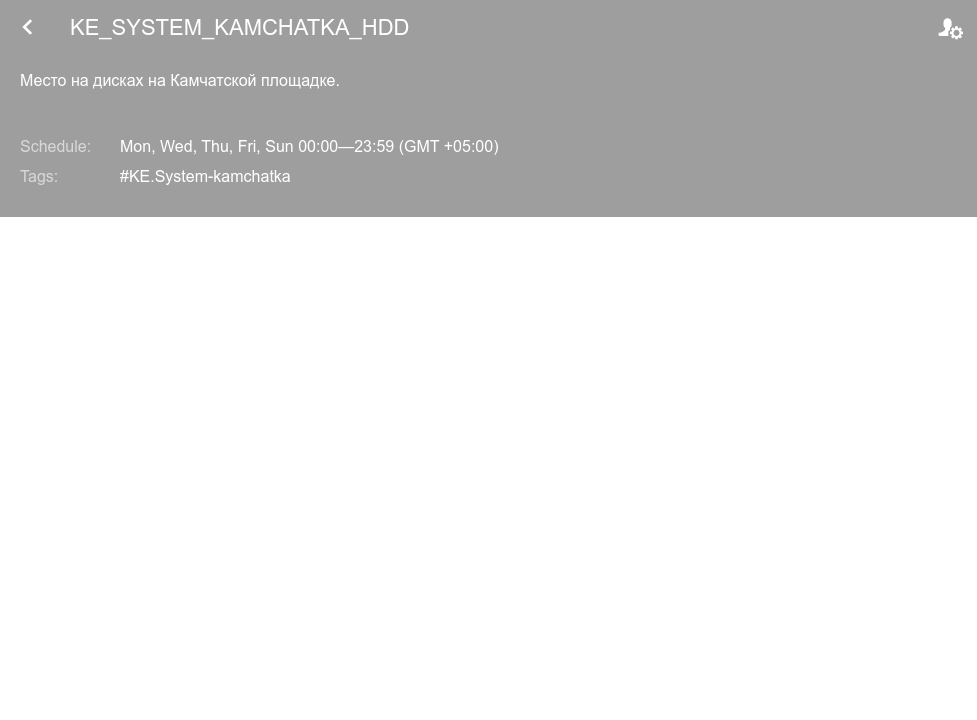 KE_SYSTEM_KAMCHATKA_HDD
Место на дисках на Камчатской площадке.
Schedule: Mon, Wed, Thu, Fri, Sun 00:00—23:59 (GMT +05:00)
Tags: #KE.System-kamchatka